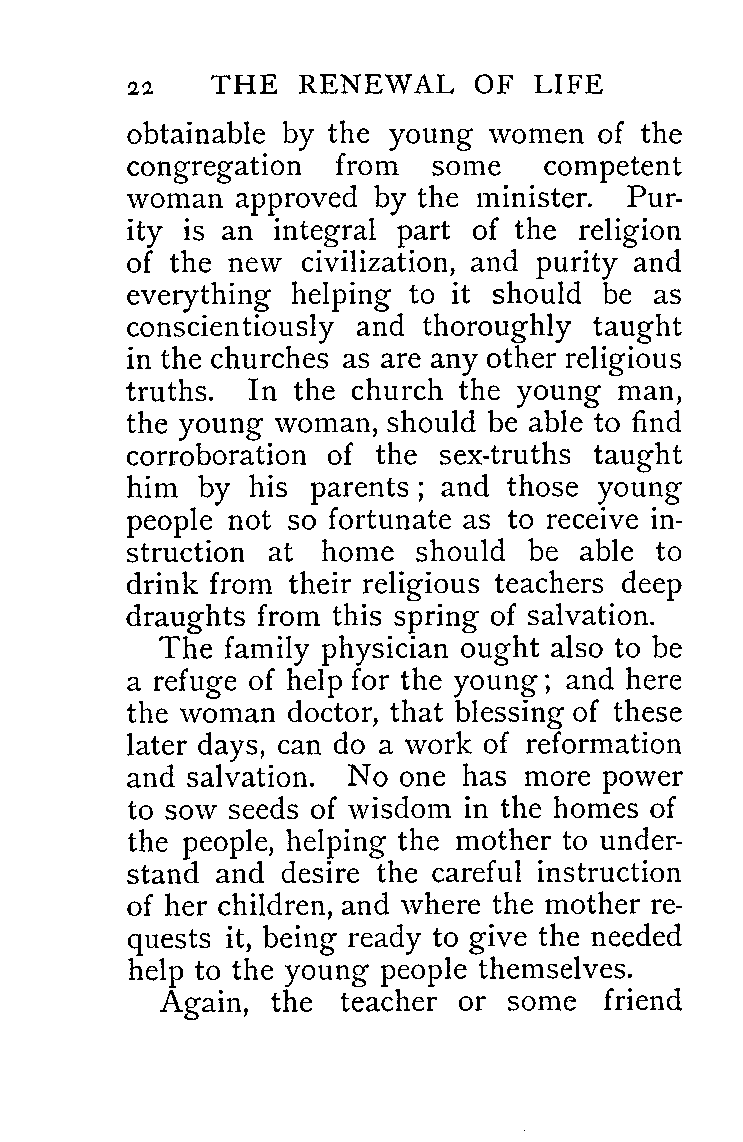 22 THE RENEWAL OF LIFE
obtainable by the young women of the
congregation from some competent
woman approved by the minister. Pur-
ity is an integral part of the religion
of the new civilization, and purity and
everything helping to it should be as
conscientiously and thoroughly taught
in the churches as are any other religious
truths. In the church the young man,
the young woman, should be able to find
corroboration of the sex-truths taught
him by his parents; and those young
people not so fortunate as to receive in-
struction at home should be able to
drink from their religious teachers deep
draughts from this spring of salvation.
The family physician ought also to be
a refuge of help for the young; and here
the woman doctor, that blessing of these
later days, can do a work of reformation
and salvation. No one has more power
to sow seeds of wisdom in the homes of
the people, helping the mother to under-
stand and desire the careful instruction
of her children, and where the mother re-
quests it, being ready to give the needed
help to the young people themselves.
Again, the teacher or some friend